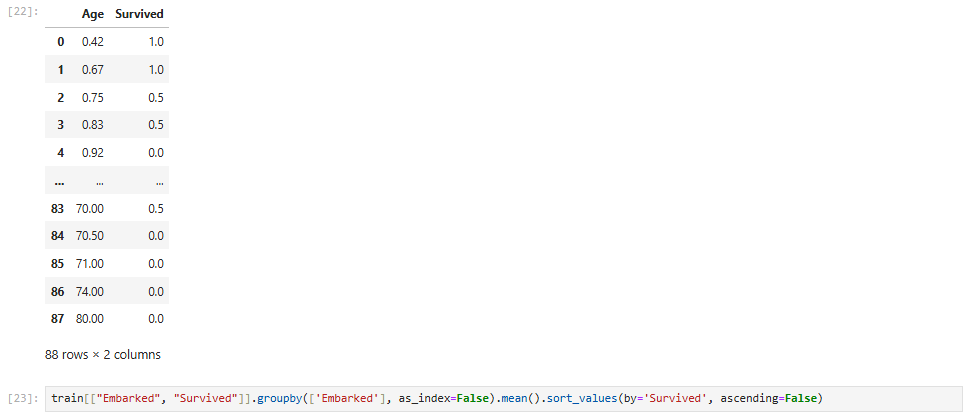 [22]:
Age Survived
0 0.42 1.0
1 0.67 1.0
2 0.75 0.5
3 0.83 0.5
4 0.92 0.0
... ... ...
83 70.00 0.5
84 70.50 0.0
85 71.00 0.0
86 74.00 0.0
87 80.00 0.0
88 rows × 2 columns
[23]: train[["Embarked", "Survived"]].groupby(['Embarked'], as_index=False).mean().sort_values(by='Survived', ascending=False)